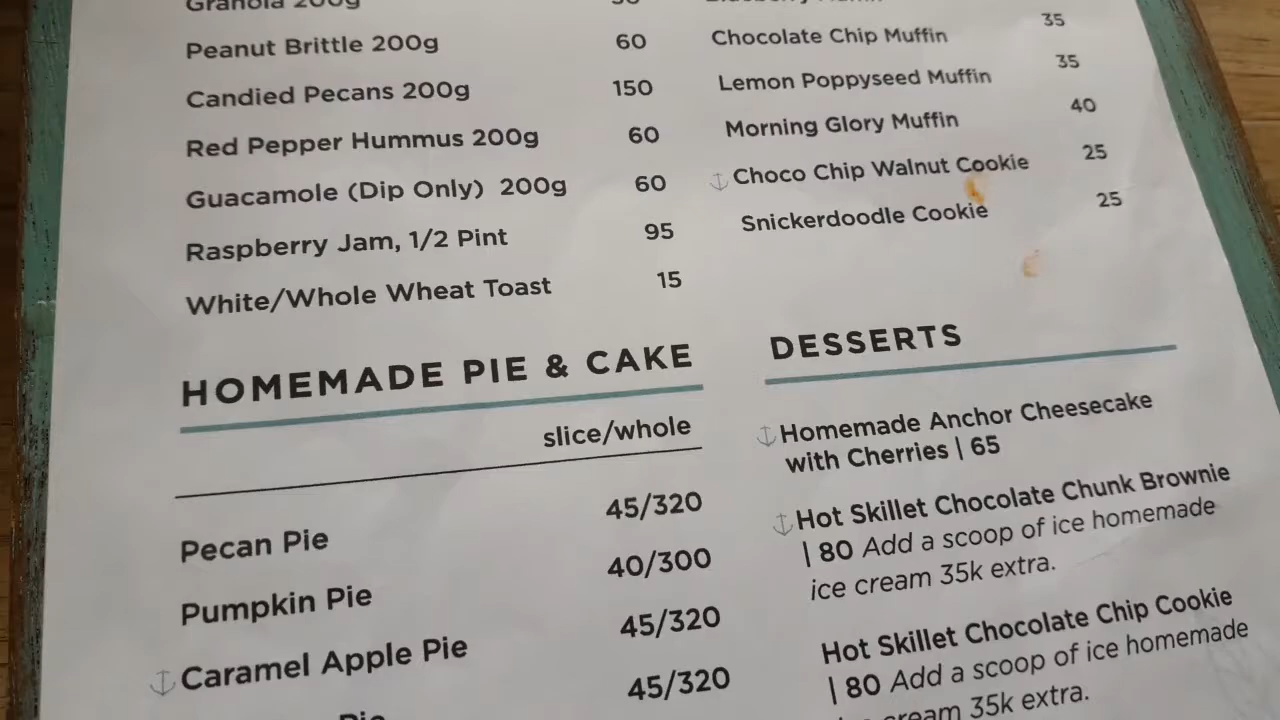 Granola 200g
Peanut Brittle 200g 60
Candied Pecans 200g 150
Red Pepper Hummus 200g 60
Guacamole (Dip Only) 200g 60
Raspberry Jam, 1/2 Pint 95
White/Whole Wheat Toast 15
Chocolate Chip Muffin 35
Lemon Poppyseed Muffin 35
Morning Glory Muffin 40
Choco Chip Walnut Cookie 25
Snickerdoodle Cookie 25
HOMEMADE PIE & CAKE
slice/whole
Pecan Pie 45/320
Pumpkin Pie 40/300
Caramel Apple Pie 45/320
Pie 45/320
DESSERTS
Homemade Anchor Cheesecake
with Cherries | 65
Hot Skillet Chocolate Chunk Brownie
| 80 Add a scoop of ice homemade
ice cream 35k extra.
Hot Skillet Chocolate Chip Cookie
| 80 Add a scoop of ice homemade
cream 35k extra.